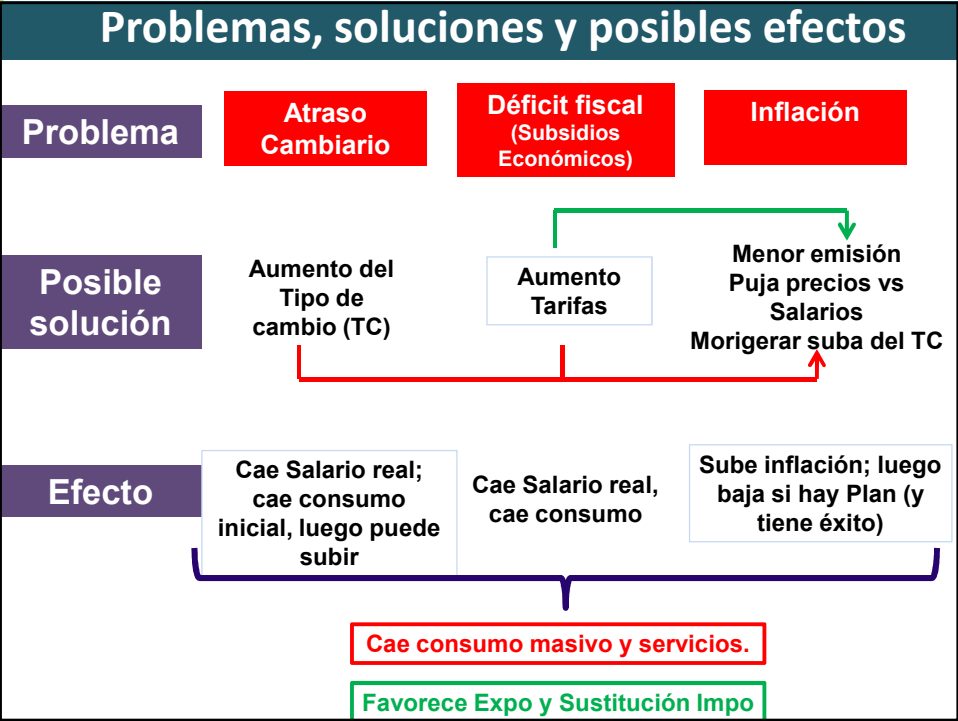 Problemas, soluciones y posibles efectos
Problema
Atraso
Cambiario
Déficit fiscal
(Subsidios
Económicos)
Inflación
Posible
solución
Aumento del
Tipo de
cambio (TC)
Aumento
Tarifas
Menor emisión
Puja precios vs
Salarios
Morigerar suba del TC
Efecto
Cae Salario real;
cae consumo
inicial, luego puede
subir
Cae Salario real,
cae consumo
Sube inflación; luego
baja si hay Plan (y
tiene éxito)
Cae consumo masivo y servicios.
Favorece Expo y Sustitución Impo